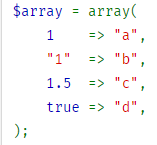 $array = array(
    1    => "a",
    "1"  => "b",
    1.5  => "c",
    true => "d",
);